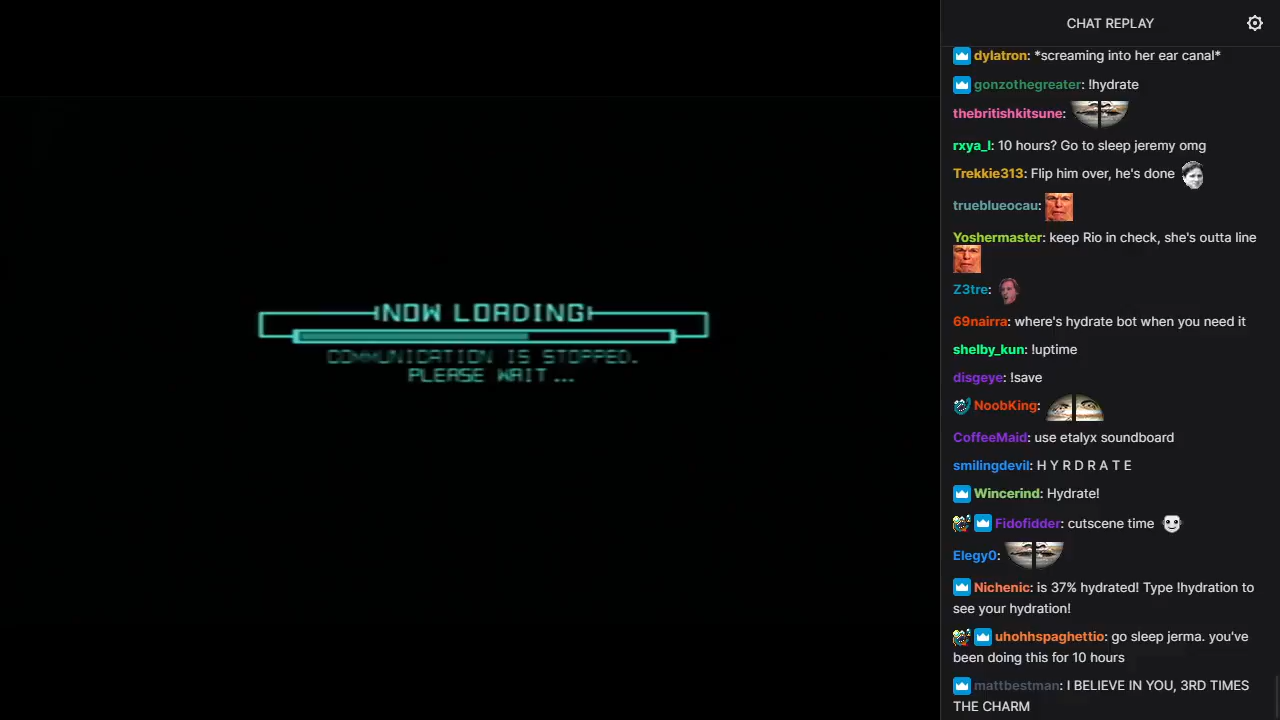 NOW LOADING
COMMUNICATION IS STOPPED.
PLEASE WAIT ...
CHAT REPLAY
dylatron: *screaming into her ear canal*
gonzothegreater: !hydrate
thebritishkitsune:
rxya_l: 10 hours? Go to sleep jeremy omg
Trekkie313: Flip him over, he's done
trueblueocau:
Yoshermaster: keep Rio in check, she's outta line
Z3tre:
69nairra: where's hydrate bot when you need it
shelby_kun: !uptime
disgeye: !save
NoobKing:
CoffeeMaid: use etalyx soundboard
smilingdevil: H Y R D R A T E
Wincerind: Hydrate!
Fidofidder: cutscene time
Elegy0:
Nichenic: is 37% hydrated! Type !hydration to
see your hydration!
uhohhspaghettio: go sleep jerma. you've
been doing this for 10 hours
mattbestman: I BELIEVE IN YOU, 3RD TIMES
THE CHARM